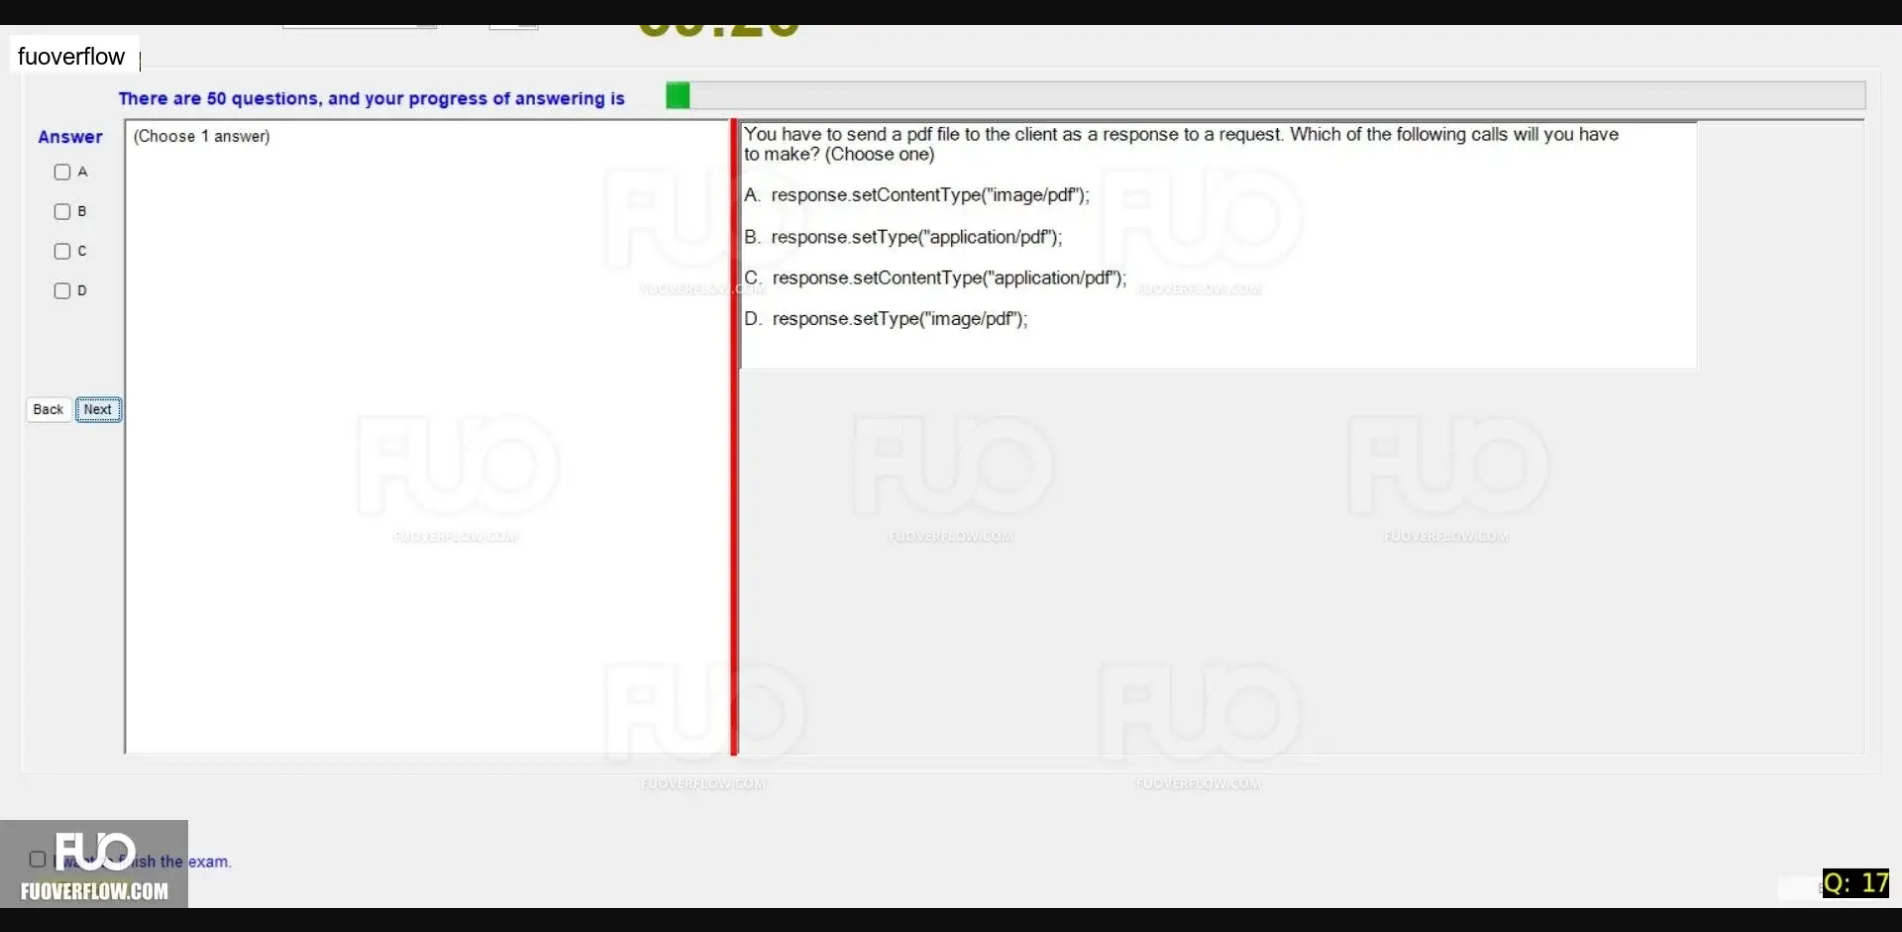 fuoverflow
There are 50 questions, and your progress of answering is
Answer
(Choose 1 answer)
A
B
C
D
Back
Next
You have to send a pdf file to the client as a response to a request. Which of the following calls will you have
to make? (Choose one)
A. response.setContentType("image/pdf");
B. response.setType("application/pdf");
C. response.setContentType("application/pdf");
D. response.setType("image/pdf");
FUO
FUOVERFLOW.COM
FUO
FUOVERFLOW.COM
FUO
FUOVERFLOW.COM
FUO
FUOVERFLOW.COM
FUO
FUOVERFLOW.COM
FUO
FUOVERFLOW.COM
FUO
FUOVERFLOW.COM
the exam.
FUO
FUOVERFLOW.COM
Q: 17